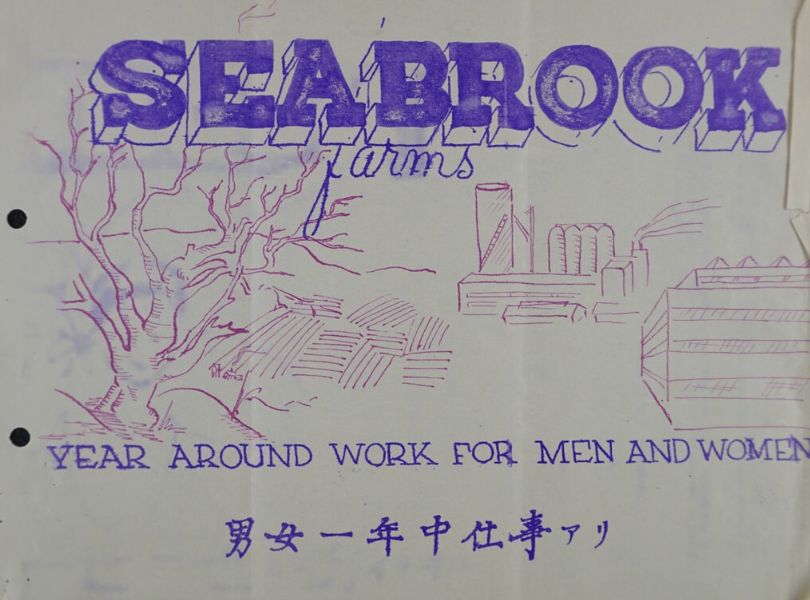 SEABROOK
farms
YEAR AROUND WORK FOR MEN AND WOMEN
男女一年中仕事アリ